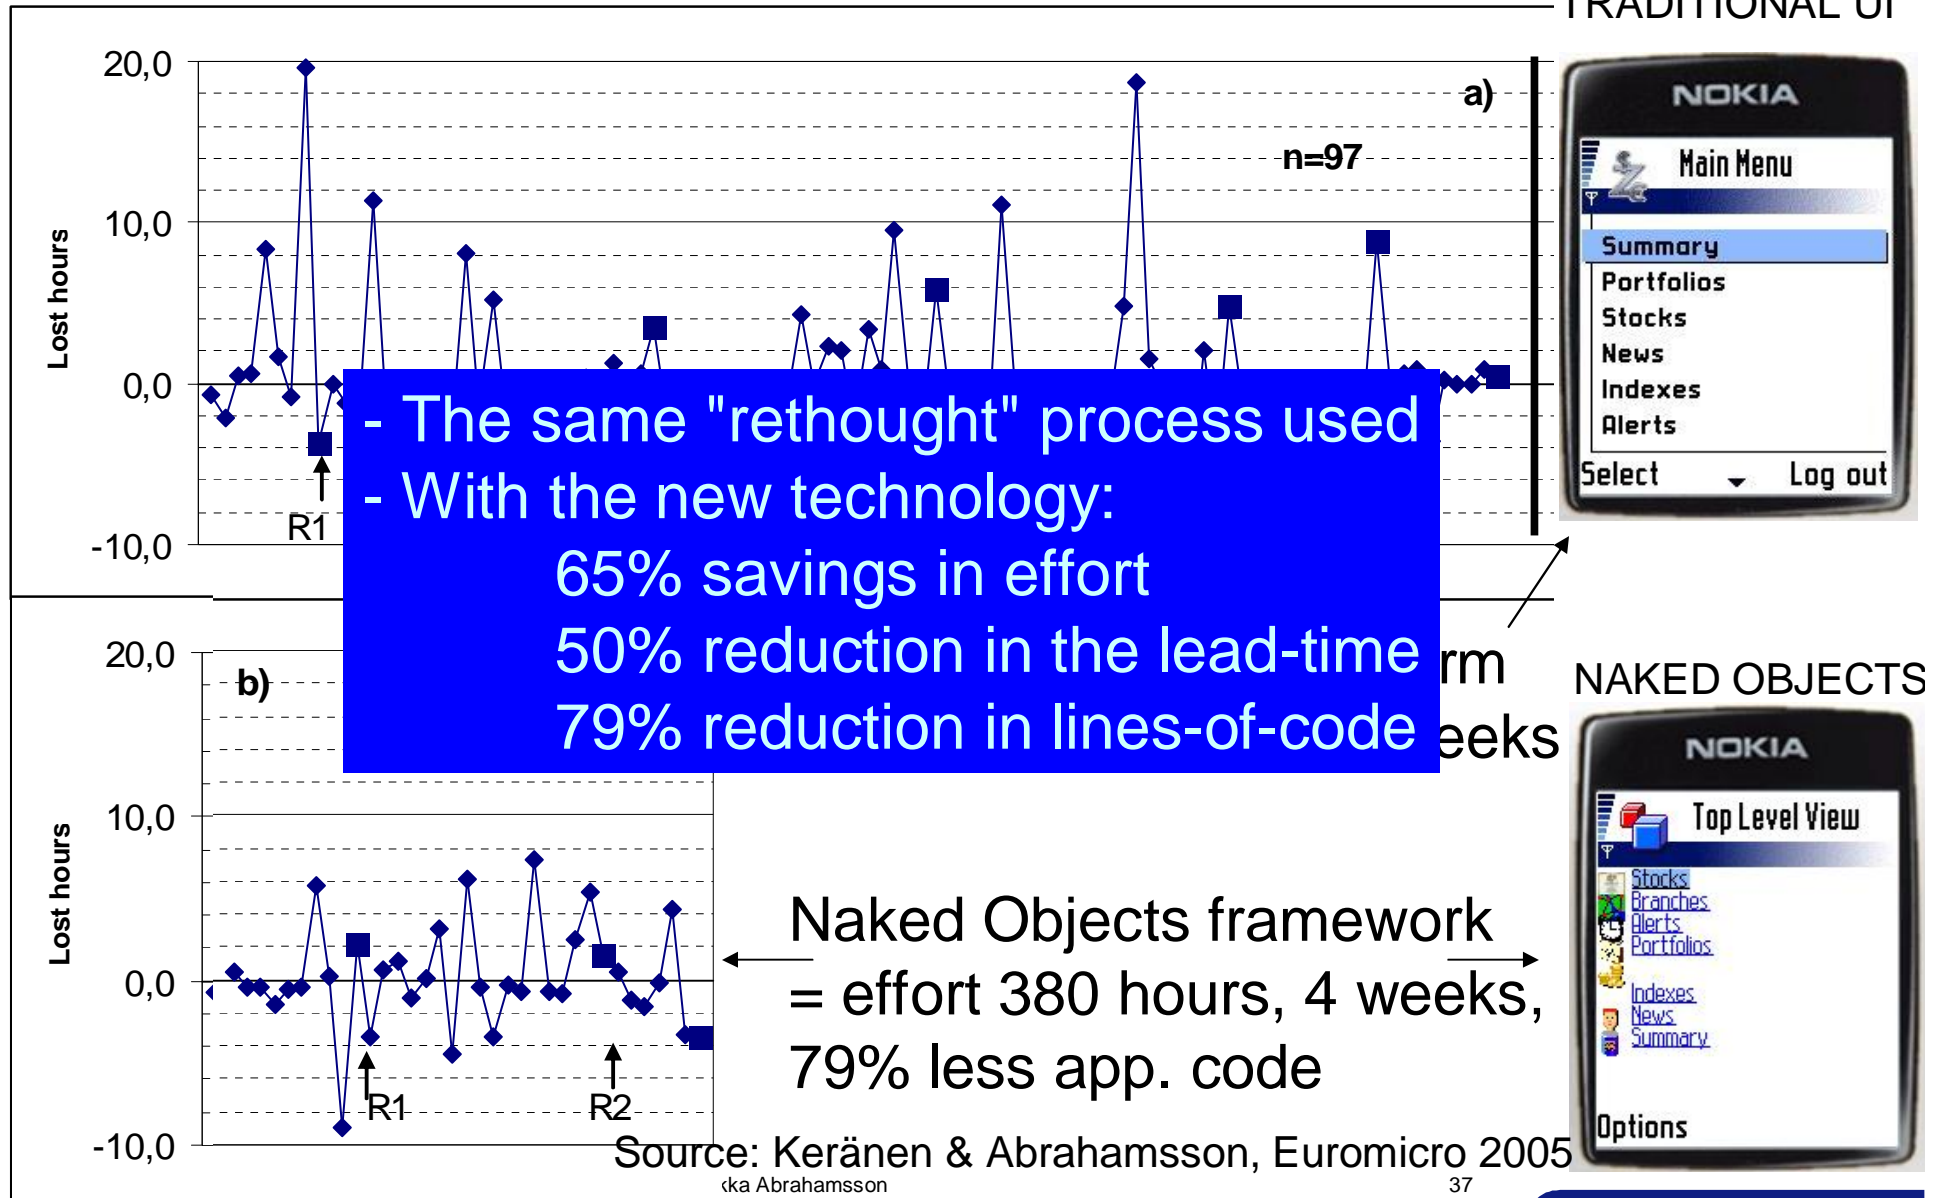 TRADITIONAL UI
20,0
10,0
0,0
-10,0
Lost hours
a)
n=97
R1
NOKIA
Main Menu
Summary
Portfolios
Stocks
News
Indexes
Alerts
Select
Log out
- The same "rethought" process used
- With the new technology:
65% savings in effort
50% reduction in the lead-time
79% reduction in lines-of-code
rm
eeks
20,0
10,0
0,0
-10,0
Lost hours
b)
R1
R2
Naked Objects framework
= effort 380 hours, 4 weeks,
79% less app. code
NAKED OBJECTS
NOKIA
Top Level View
Stocks
Branches
Alerts
Portfolios
Indexes
News
Summary
Options
Source: Keränen & Abrahamsson, Euromicro 2005
kka Abrahamsson
37